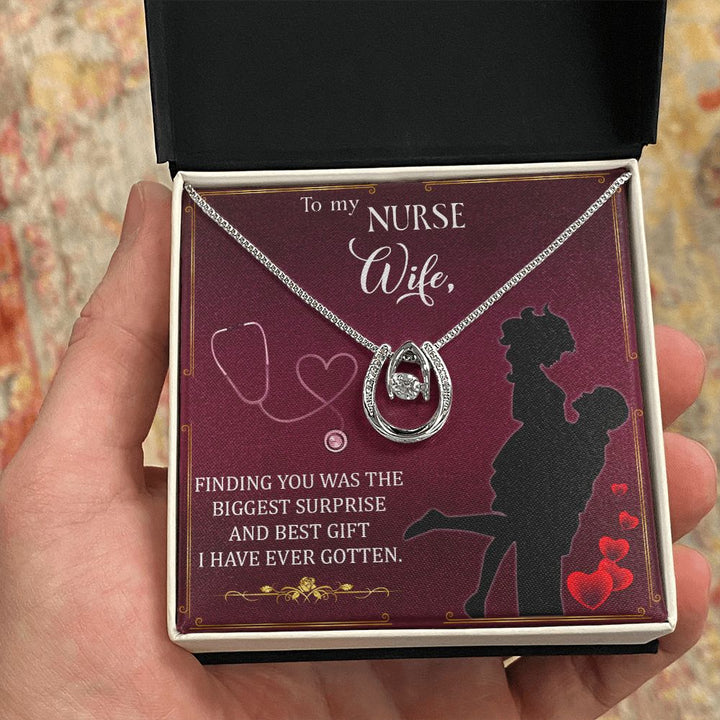 To my NURSE
Wife,
FINDING YOU WAS THE
BIGGEST SURPRISE
AND BEST GIFT
I HAVE EVER GOTTEN.